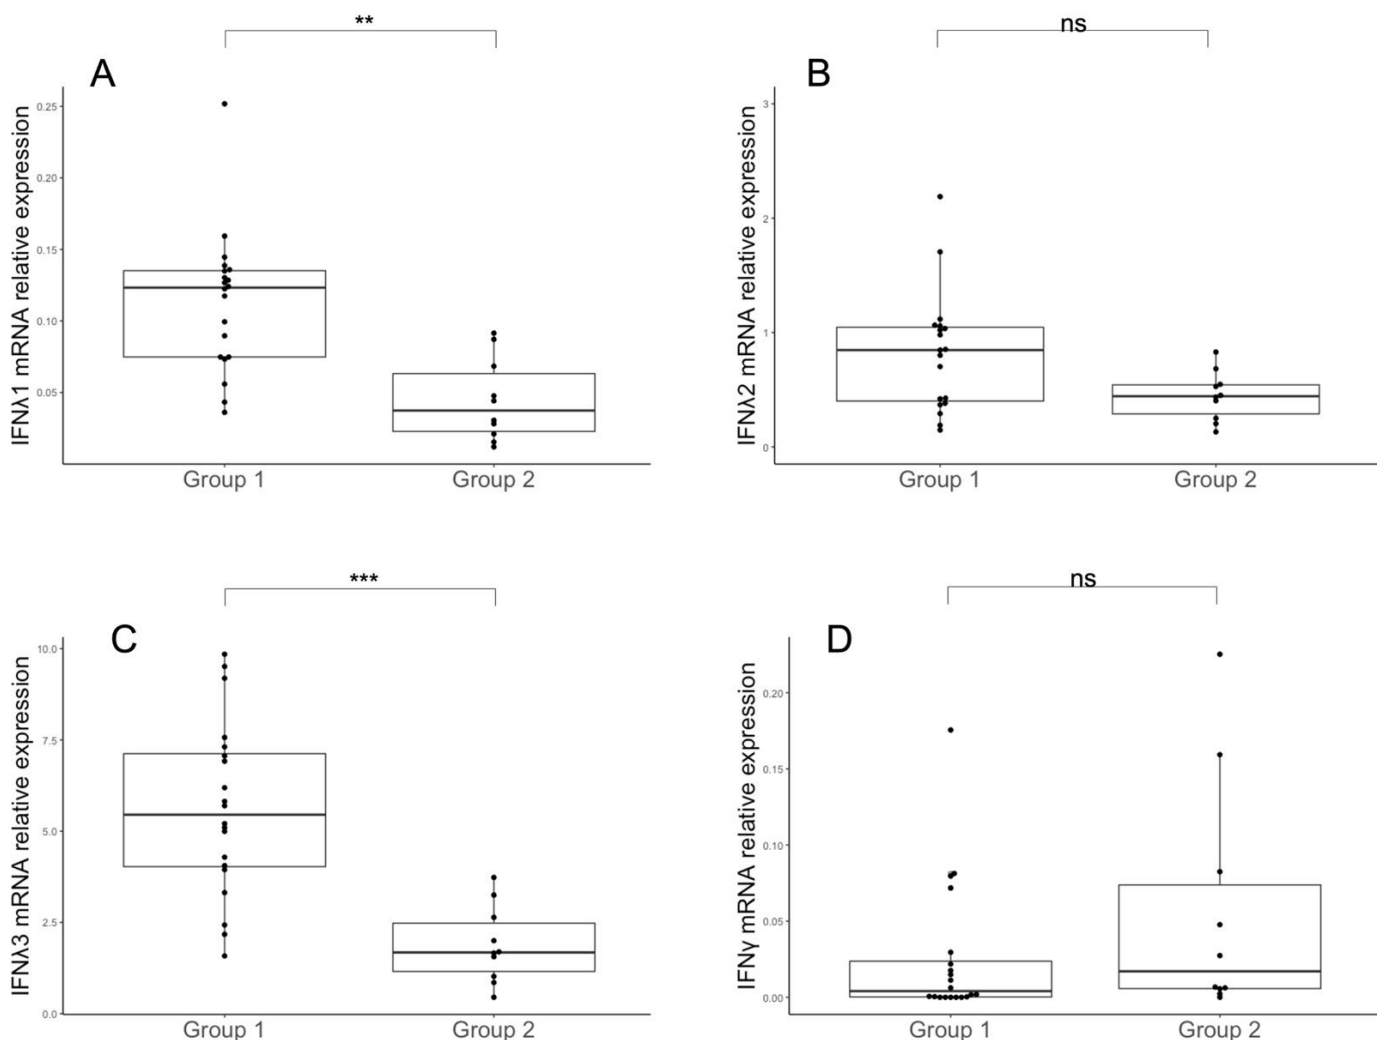 **
A
IFNλ1 mRNA relative expression
0.25
0.20
0.15
0.10
0.05
Group 1
Group 2
ns
B
IFNλ2 mRNA relative expression
3
2
1
0
Group 1
Group 2
***
C
IFNλ3 mRNA relative expression
10.0
7.5
5.0
2.5
0.0
Group 1
Group 2
ns
D
IFNγ mRNA relative expression
0.20
0.15
0.10
0.05
0.00
Group 1
Group 2